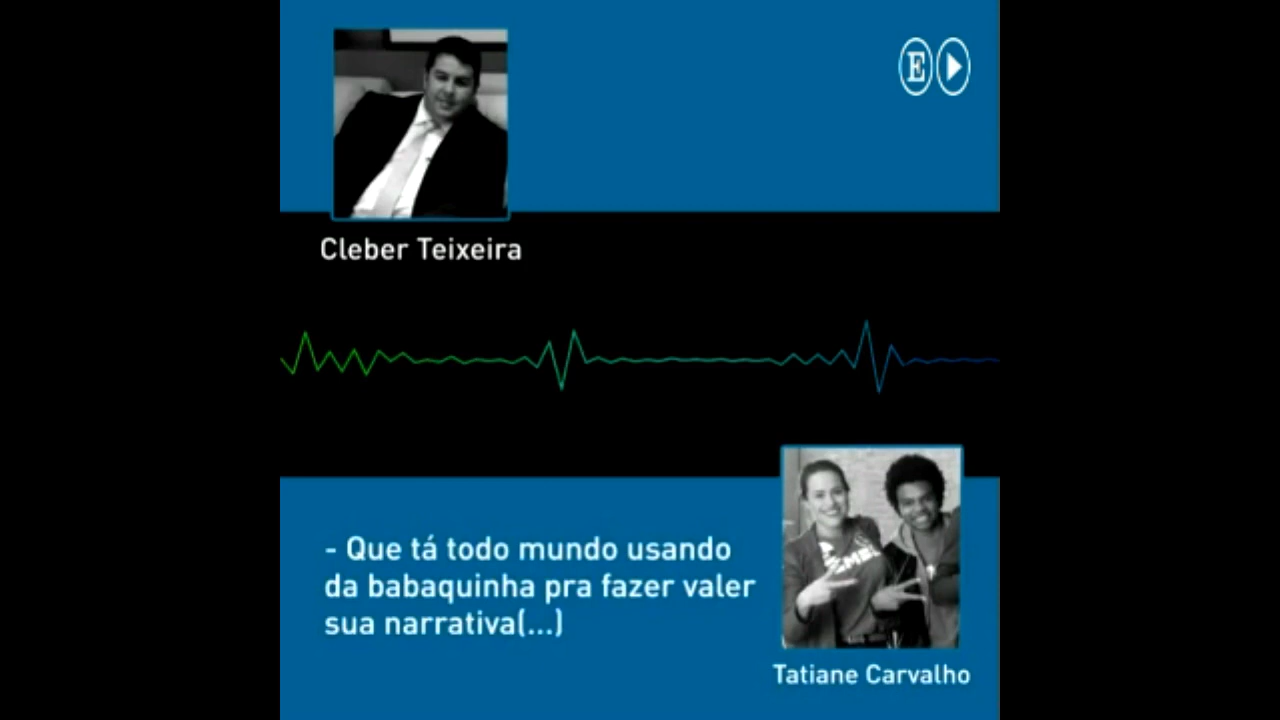 E
Cleber Teixeira
- Que tá todo mundo usando
da babaquinha pra fazer valer
sua narrativa(...)
Tatiane Carvalho